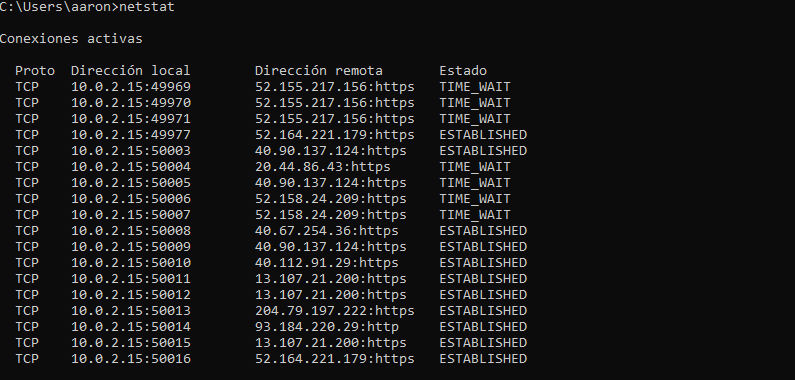 C:\Users\aaron>netstat
Conexiones activas
Proto  Dirección local        Dirección remota       Estado
TCP    10.0.2.15:49969        52.155.217.156:https   TIME_WAIT
TCP    10.0.2.15:49970        52.155.217.156:https   TIME_WAIT
TCP    10.0.2.15:49971        52.155.217.156:https   TIME_WAIT
TCP    10.0.2.15:49977        52.164.221.179:https   ESTABLISHED
TCP    10.0.2.15:50003        40.90.137.124:https    ESTABLISHED
TCP    10.0.2.15:50004        20.44.86.43:https      TIME_WAIT
TCP    10.0.2.15:50005        40.90.137.124:https    TIME_WAIT
TCP    10.0.2.15:50006        52.158.24.209:https    TIME_WAIT
TCP    10.0.2.15:50007        52.158.24.209:https    TIME_WAIT
TCP    10.0.2.15:50008        40.67.254.36:https     ESTABLISHED
TCP    10.0.2.15:50009        40.90.137.124:https    ESTABLISHED
TCP    10.0.2.15:50010        40.112.91.29:https     ESTABLISHED
TCP    10.0.2.15:50011        13.107.21.200:https    ESTABLISHED
TCP    10.0.2.15:50012        13.107.21.200:https    ESTABLISHED
TCP    10.0.2.15:50013        204.79.197.222:https   ESTABLISHED
TCP    10.0.2.15:50014        93.184.220.29:http     ESTABLISHED
TCP    10.0.2.15:50015        13.107.21.200:https    ESTABLISHED
TCP    10.0.2.15:50016        52.164.221.179:https   ESTABLISHED